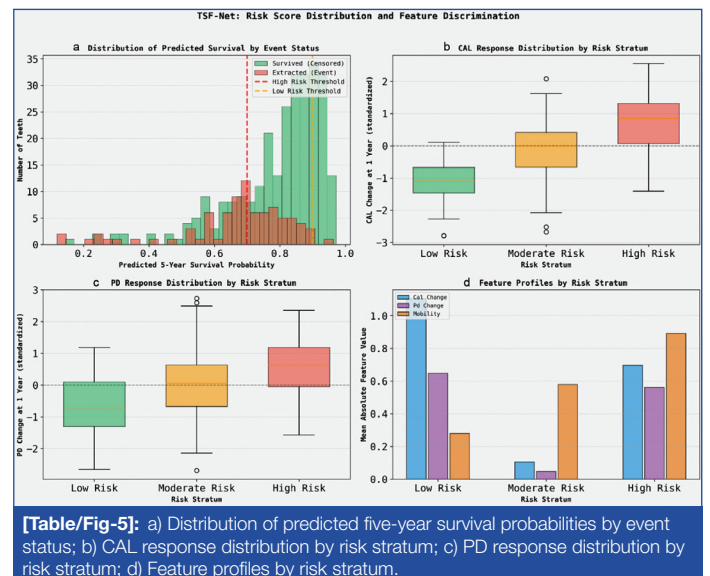 TSF-Net: Risk Score Distribution and Feature Discrimination
a Distribution of Predicted Survival by Event Status
Survived (Censored)
Extracted (Event)
High Risk Threshold
Low Risk Threshold
Number of Teeth
35
30
25
20
15
10
5
0
0.2 0.4 0.6 0.8 1.0
Predicted 5-Year Survival Probability
b CAL Response Distribution by Risk Stratum
CAL Change at 1 Year (standardized)
2
1
0
−1
−2
−3
Low Risk Moderate Risk High Risk
Risk Stratum
c PD Response Distribution by Risk Stratum
PD Change at 1 Year (standardized)
3
2
1
0
−1
−2
Low Risk Moderate Risk High Risk
Risk Stratum
d Feature Profiles by Risk Stratum
Cal Change
Pd Change
Mobility
Mean Absolute Feature Value
1.0
0.8
0.6
0.4
0.2
0.0
Low Risk Moderate Risk High Risk
Risk Stratum
[Table/Fig-5]: a) Distribution of predicted five-year survival probabilities by event
status; b) CAL response distribution by risk stratum; c) PD response distribution by
risk stratum; d) Feature profiles by risk stratum.